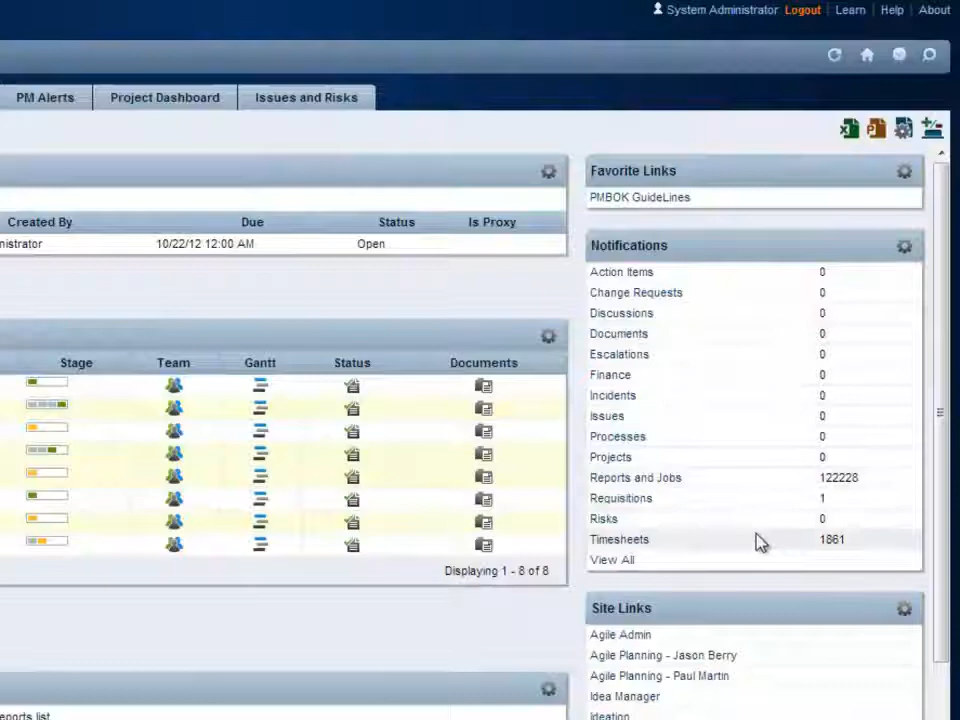 System Administrator Logout Learn Help About
PM Alerts Project Dashboard Issues and Risks
Created By Due Status Is Proxy
nistrator 10/22/12 12:00 AM Open
Stage Team Gantt Status Documents
Displaying 1 - 8 of 8
eports list
Favorite Links
PMBOK GuideLines
Notifications
Action Items 0
Change Requests 0
Discussions 0
Documents 0
Escalations 0
Finance 0
Incidents 0
Issues 0
Processes 0
Projects 0
Reports and Jobs 122228
Requisitions 1
Risks 0
Timesheets 1861
View All
Site Links
Agile Admin
Agile Planning - Jason Berry
Agile Planning - Paul Martin
Idea Manager
Ideation